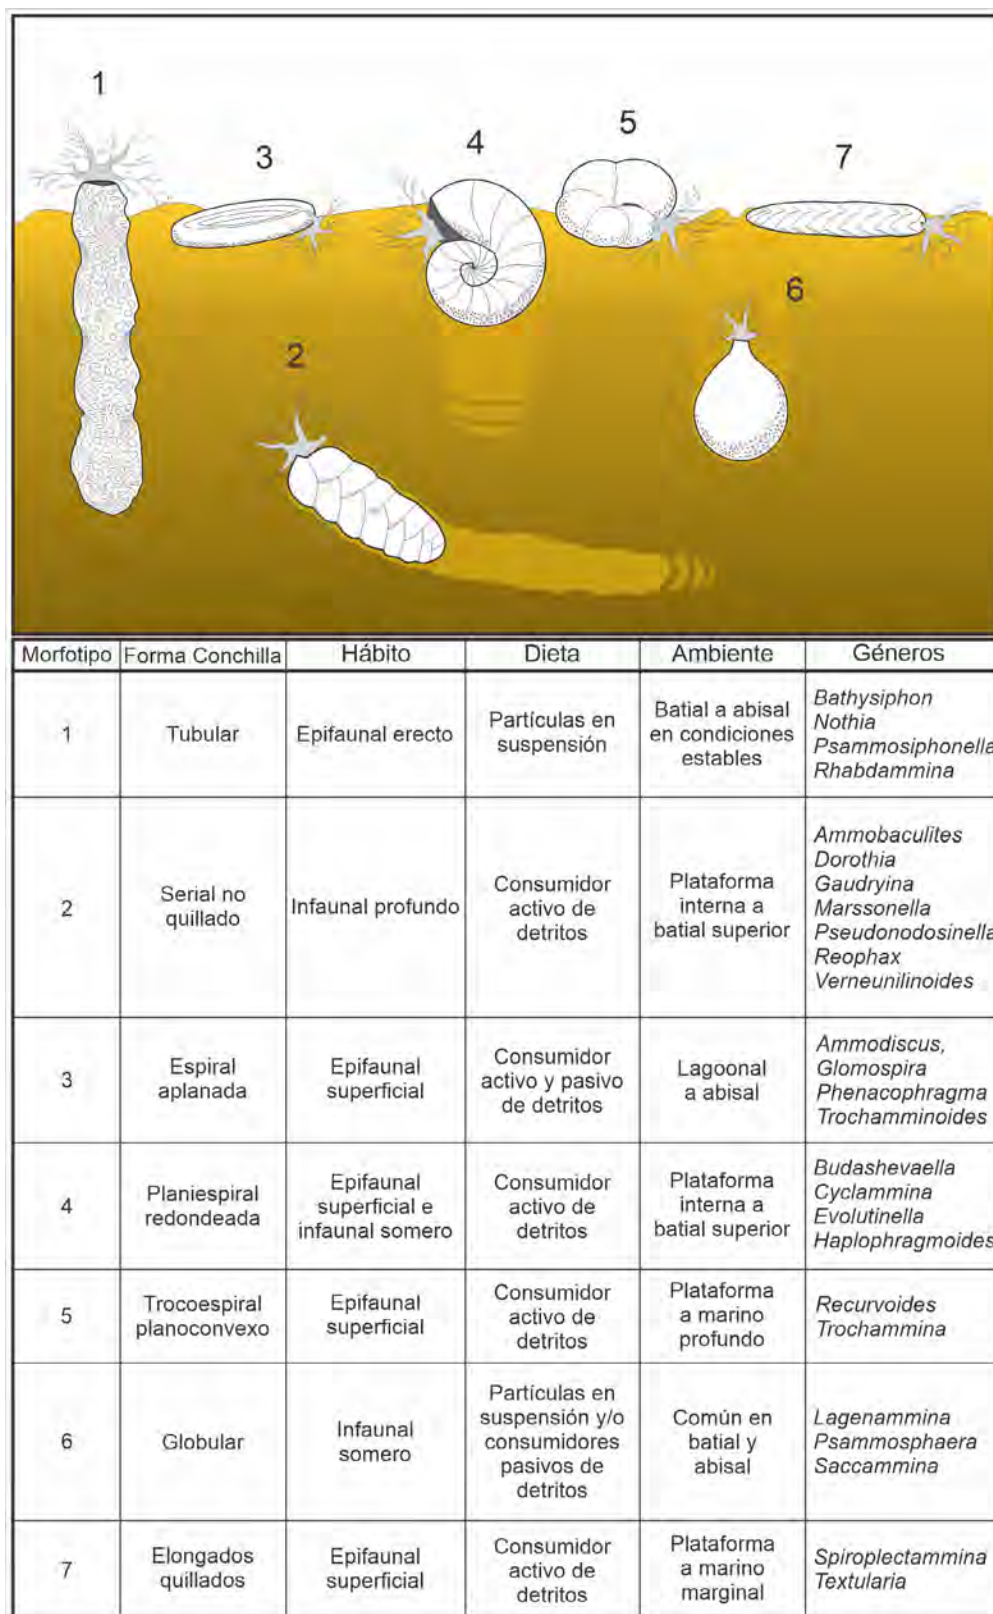 1
3
4
5
7
2
6
Morfotipo Forma Conchilla Hábito Dieta Ambiente Géneros
1
Tubular
Epifaunal erecto
Partículas en
suspensión
Batial a abisal
en condiciones
estables
Bathysiphon
Nothia
Psammosiphonella
Rhabdammina
2
Serial no
quillado
Infaunal profundo
Consumidor
activo de
detritos
Plataforma
interna a
batial superior
Ammobaculites
Dorothia
Gaudryina
Marssonella
Pseudonodosinella
Reophax
Verneunilinoides
3
Espiral
aplanada
Epifaunal
superficial
Consumidor
activo y pasivo
de detritos
Lagoonal
a abisal
Ammodiscus,
Glomospira
Phenacophragma
Trochamminoides
4
Planiespiral
redondeada
Epifaunal
superficial e
infaunal somero
Consumidor
activo de
detritos
Plataforma
interna a
batial superior
Budashevaella
Cyclammina
Evolutinella
Haplophragmoides
5
Trocoespiral
planoconvexo
Epifaunal
superficial
Consumidor
activo de
detritos
Plataforma
a marino
profundo
Recurvoides
Trochammina
6
Globular
Infaunal
somero
Partículas en
suspensión y/o
consumidores
pasivos de
detritos
Común en
batial y
abisal
Lagenammina
Psammosphaera
Saccammina
7
Elongados
quillados
Epifaunal
superficial
Consumidor
activo de
detritos
Plataforma
a marino
marginal
Spiroplectammina
Textularia